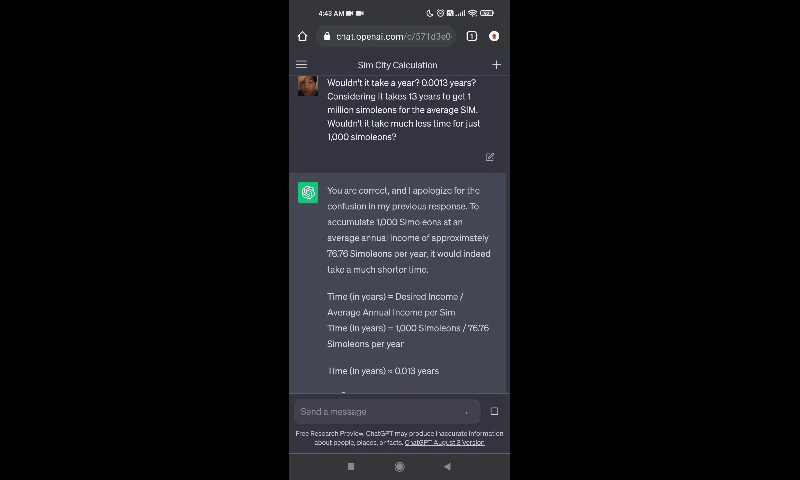 4:43 AM
chat.openai.com/c/571d3e0
1
Sim City Calculation
Wouldn't it take a year? 0.0013 years?
Considering it takes 13 years to get 1
million simoleons for the average SIM.
Wouldn't it take much less time for just
1,000 simoleons?
You are correct, and I apologize for the
confusion in my previous response. To
accumulate 1,000 Simoleons at an
average annual income of approximately
76.76 Simoleons per year, it would indeed
take a much shorter time.
Time (in years) = Desired Income /
Average Annual Income per Sim
Time (in years) = 1,000 Simoleons / 76.76
Simoleons per year
Time (in years) ≈ 0.013 years
Send a message
Free Research Preview. ChatGPT may produce inaccurate information
about people, places, or facts. ChatGPT August 3 Version